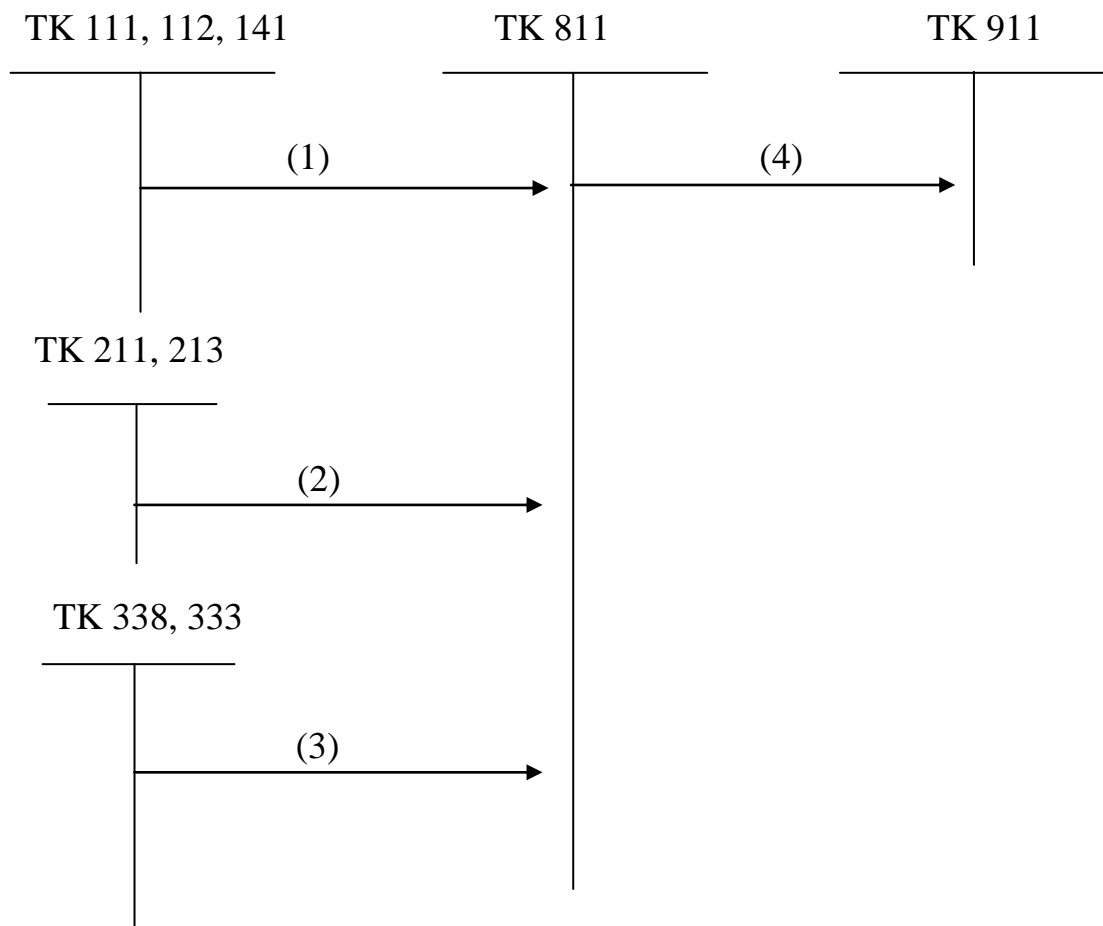 TK 111, 112, 141
TK 811
TK 911
(1)
(4)
TK 211, 213
(2)
TK 338, 333
(3)